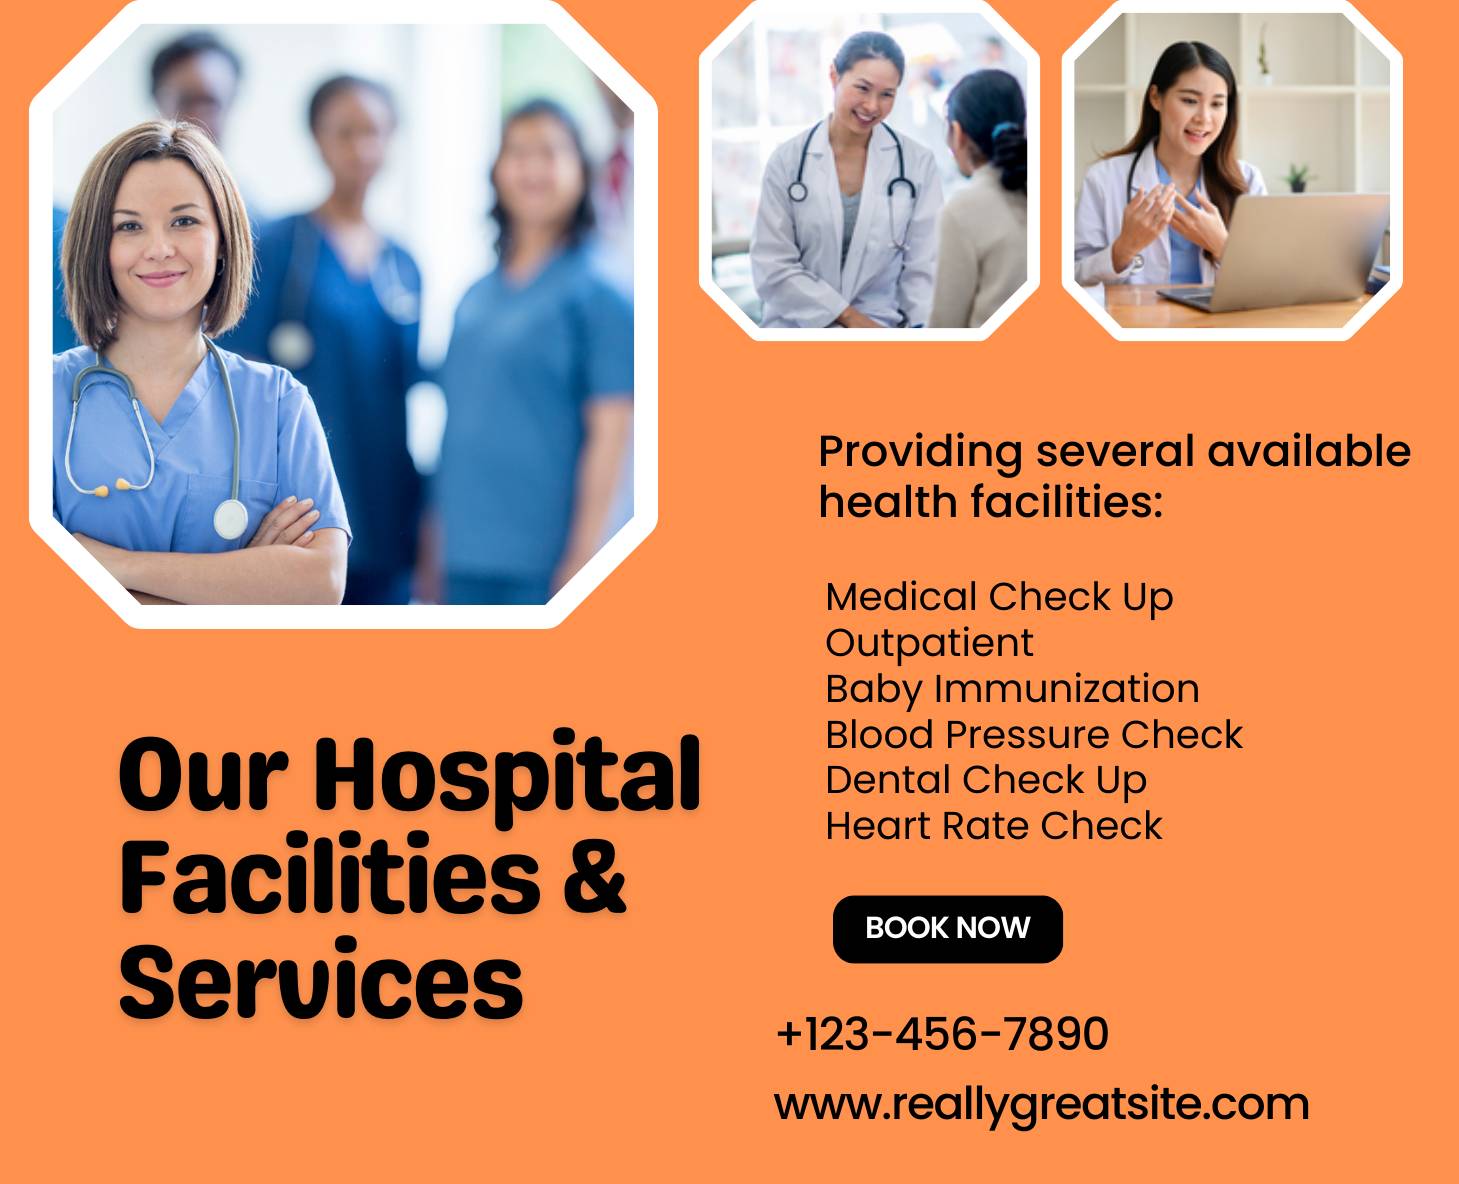 Our Hospital
Facilities &
Services
Providing several available
health facilities:
Medical Check Up
Outpatient
Baby Immunization
Blood Pressure Check
Dental Check Up
Heart Rate Check
BOOK NOW
+123-456-7890
www.reallygreatsite.com